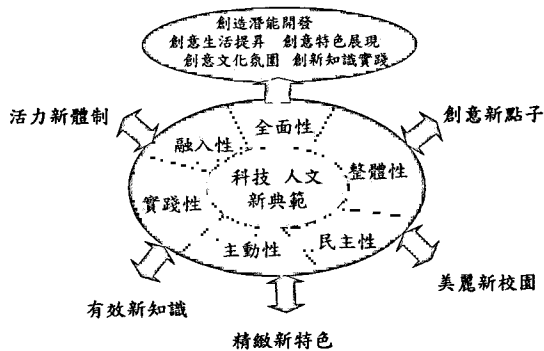 創造潛能開發
創意生活提昇 創意特色展現
創意文化氛圍 創新知識實踐
活力新體制
創意新點子
融入性
全面性
整體性
實踐性
科技 人文
新典範
主動性
民主性
有效新知識
美麗新校園
精緻新特色